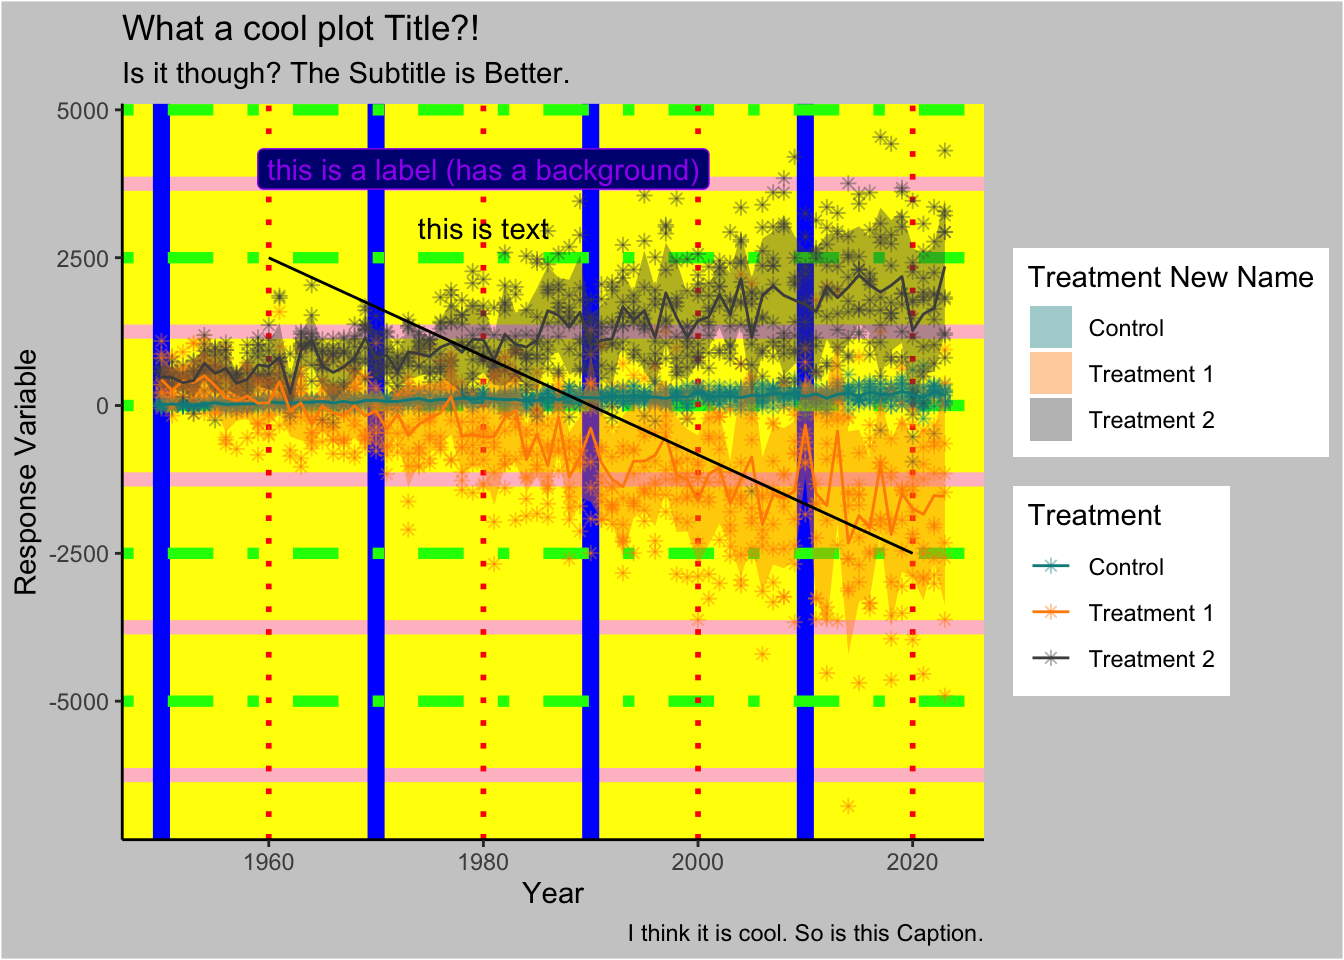 What a cool plot Title?!
Is it though? The Subtitle is Better.
Response Variable
5000
2500
0
-2500
-5000
this is a label (has a background)
this is text
1960
1980
2000
2020
Year
I think it is cool. So is this Caption.
Treatment New Name
Control
Treatment 1
Treatment 2
Treatment
Control
Treatment 1
Treatment 2